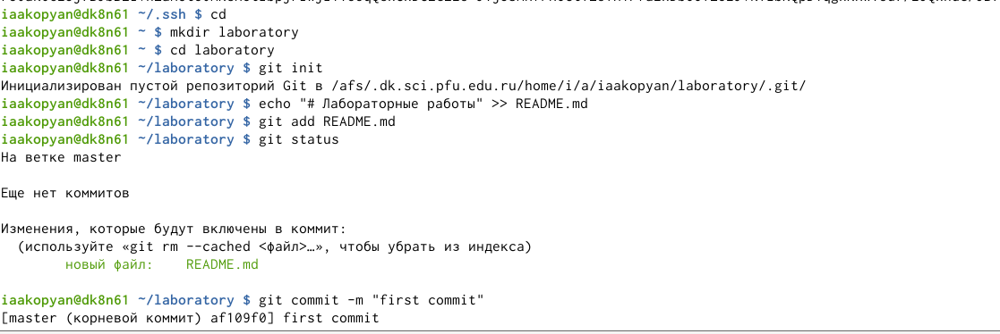 iaakopyan@dk8n61 ~/.ssh $ cd
iaakopyan@dk8n61 ~ $ mkdir laboratory
iaakopyan@dk8n61 ~ $ cd laboratory
iaakopyan@dk8n61 ~/laboratory $ git init
Инициализирован пустой репозиторий Git в /afs/.dk.sci.pfu.edu.ru/home/i/a/iaakopyan/laboratory/.git/
iaakopyan@dk8n61 ~/laboratory $ echo "# Лабораторные работы" >> README.md
iaakopyan@dk8n61 ~/laboratory $ git add README.md
iaakopyan@dk8n61 ~/laboratory $ git status
На ветке master
Еще нет коммитов
Изменения, которые будут включены в коммит:
(используйте «git rm --cached <файл>…», чтобы убрать из индекса)
новый файл: README.md
iaakopyan@dk8n61 ~/laboratory $ git commit -m "first commit"
[master (корневой коммит) af109f0] first commit